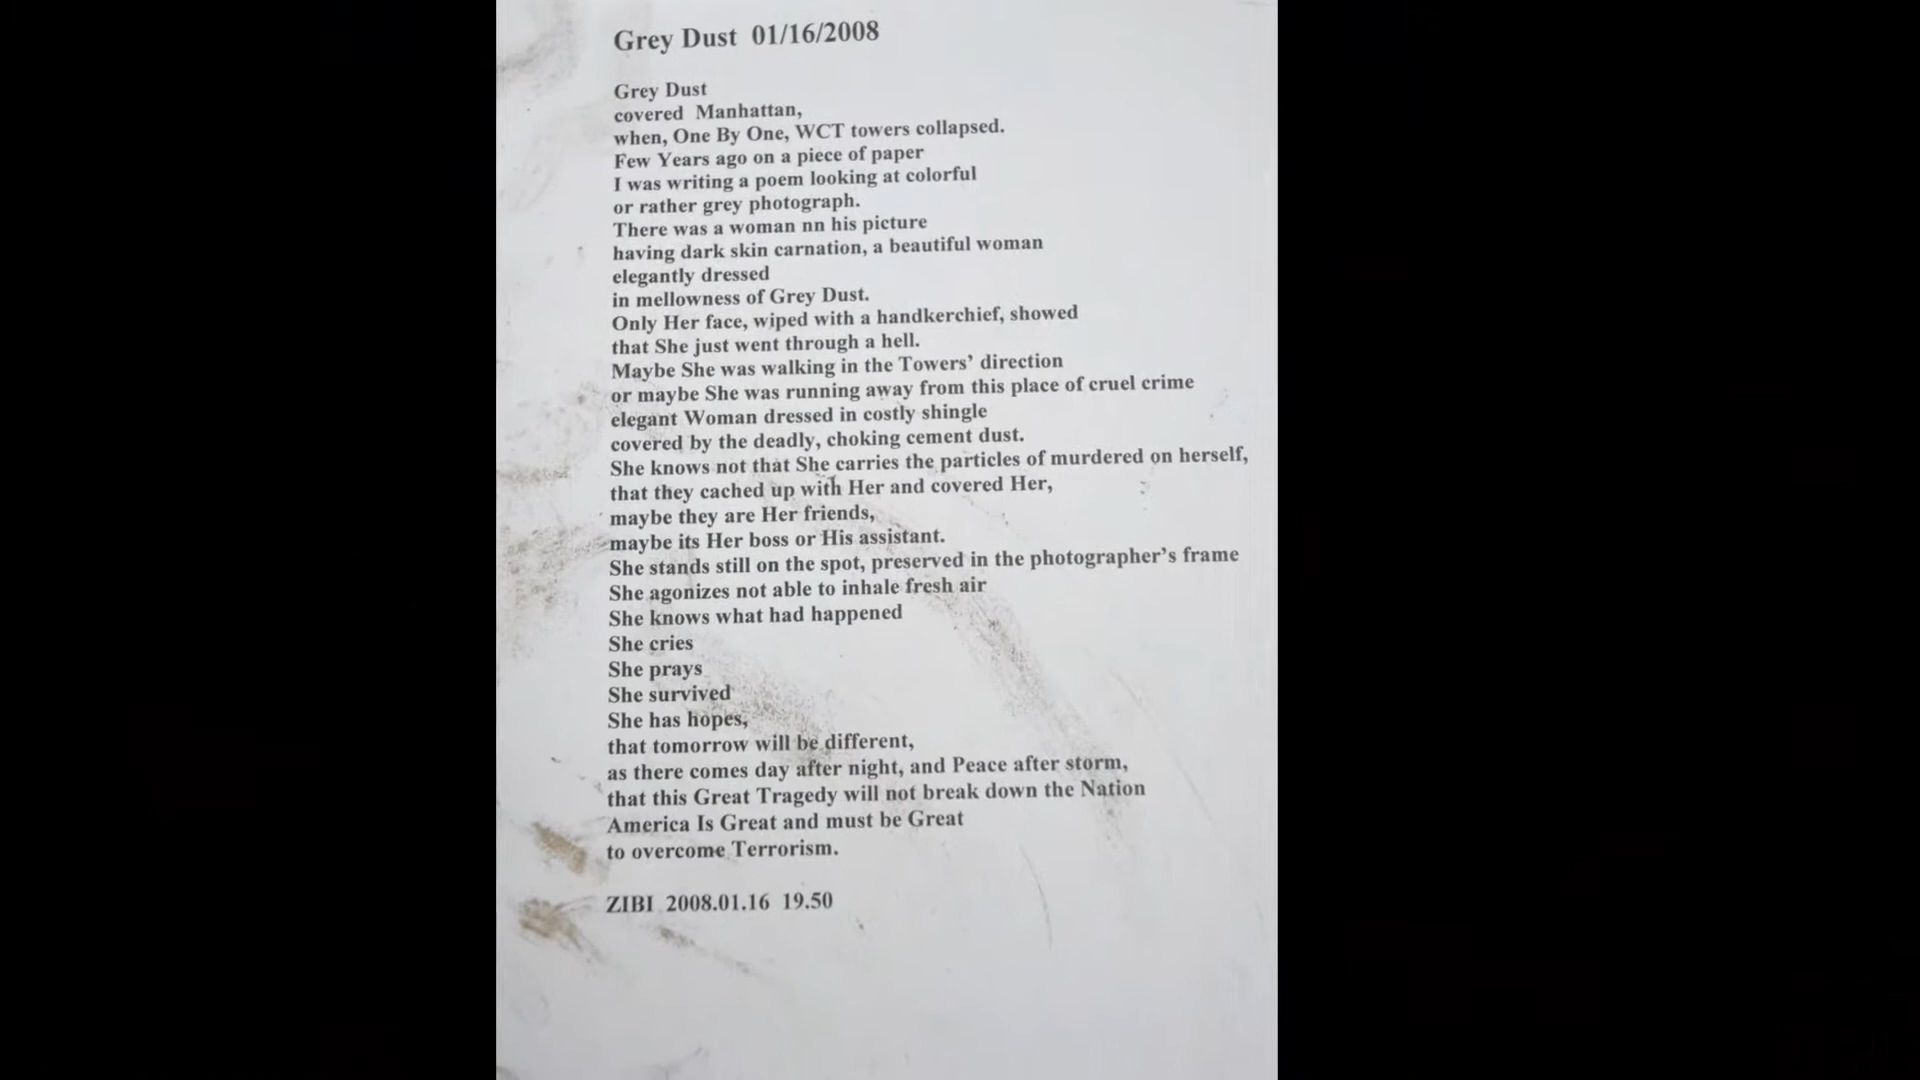 Grey Dust 01/16/2008
Grey Dust
covered Manhattan,
when, One By One, WCT towers collapsed.
Few Years ago on a piece of paper
I was writing a poem looking at colorful
or rather grey photograph.
There was a woman nn his picture
having dark skin carnation, a beautiful woman
elegantly dressed
in mellowness of Grey Dust.
Only Her face, wiped with a handkerchief, showed
that She just went through a hell.
Maybe She was walking in the Towers’ direction
or maybe She was running away from this place of cruel crime
elegant Woman dressed in costly shingle
covered by the deadly, choking cement dust.
She knows not that She carries the particles of murdered on herself,
that they cached up with Her and covered Her,
maybe they are Her friends,
maybe its Her boss or His assistant.
She stands still on the spot, preserved in the photographer’s frame
She agonizes not able to inhale fresh air
She knows what had happened
She cries
She prays
She survived
She has hopes,
that tomorrow will be different,
as there comes day after night, and Peace after storm,
that this Great Tragedy will not break down the Nation
America Is Great and must be Great
to overcome Terrorism.
ZIBI 2008.01.16 19.50